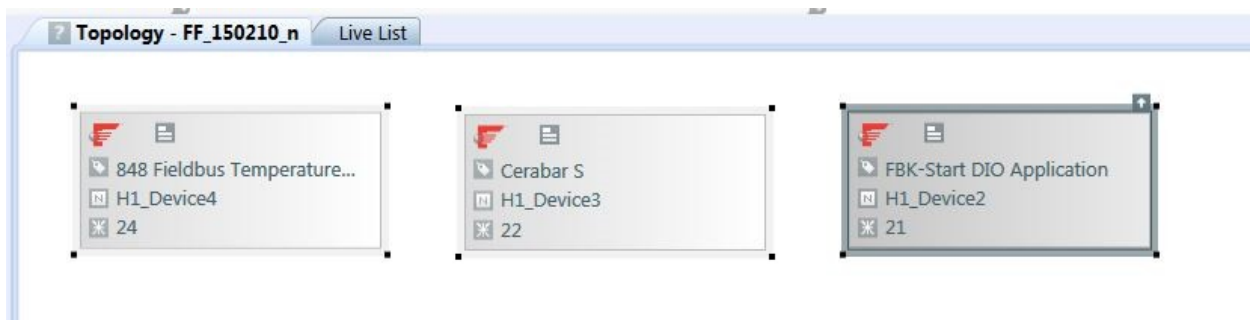 Topology - FF_150210_n
Live List
848 Fieldbus Temperature...
H1_Device4
24
Cerabar S
H1_Device3
22
FBK-Start DIO Application
H1_Device2
21